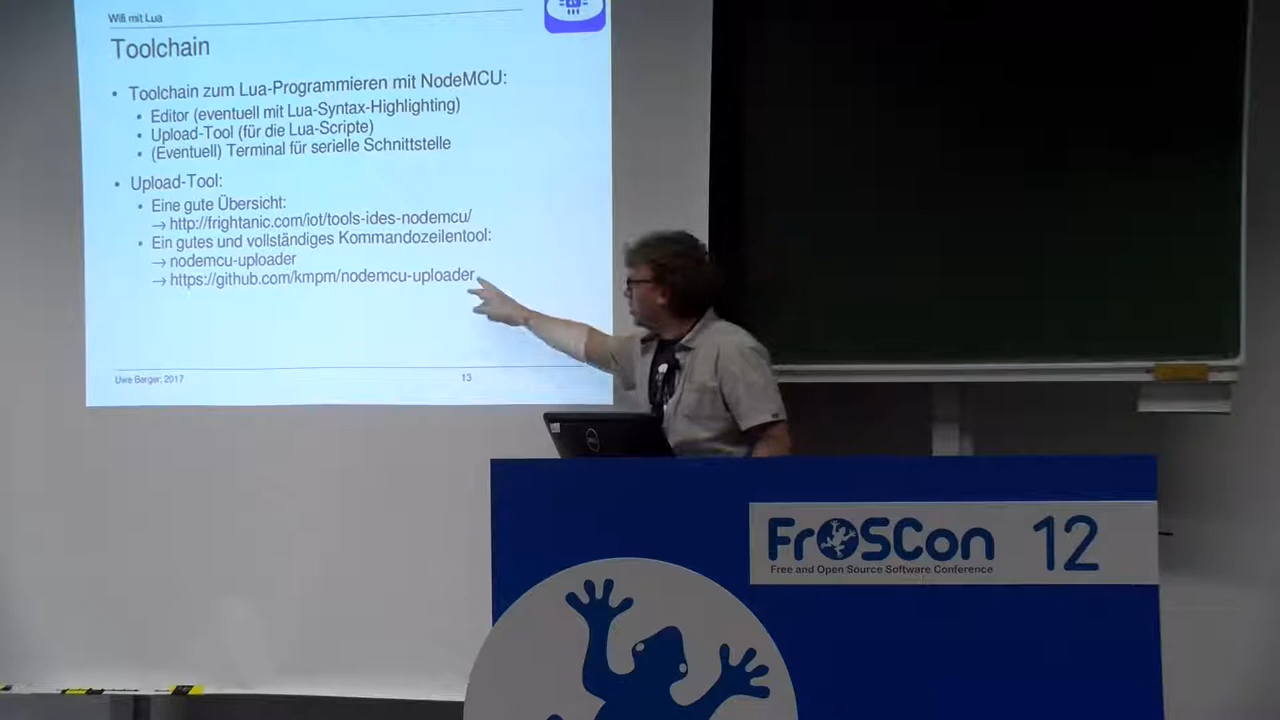 Wifi mit Lua
Toolchain
• Toolchain zum Lua-Programmieren mit NodeMCU:
• Editor (eventuell mit Lua-Syntax-Highlighting)
• Upload-Tool (für die Lua-Scripte)
• (Eventuell) Terminal für serielle Schnittstelle
• Upload-Tool:
• Eine gute Übersicht:
→ http://frightanic.com/iot/tools-ides-nodemcu/
• Ein gutes und vollständiges Kommandozeilentool:
→ nodemcu-uploader
→ https://github.com/kmpm/nodemcu-uploader
Uwe Berger; 2017
13
DELL
FrOSCon 12
Free and Open Source Software Conference